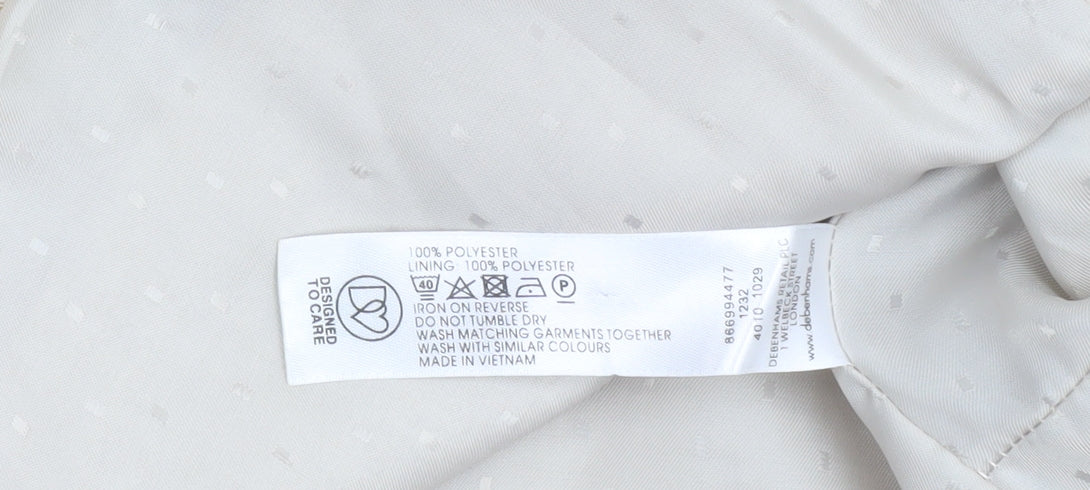 DESIGNED
TO CARE
100% POLYESTER
LINING: 100% POLYESTER
40 P
IRON ON REVERSE
DO NOT TUMBLE DRY
WASH MATCHING GARMENTS TOGETHER
WASH WITH SIMILAR COLOURS
MADE IN VIETNAM
866994477
1232
4010 1029
DEBENHAMS RETAIL PLC
1 WELBECK STREET
LONDON
www.debenhams.com